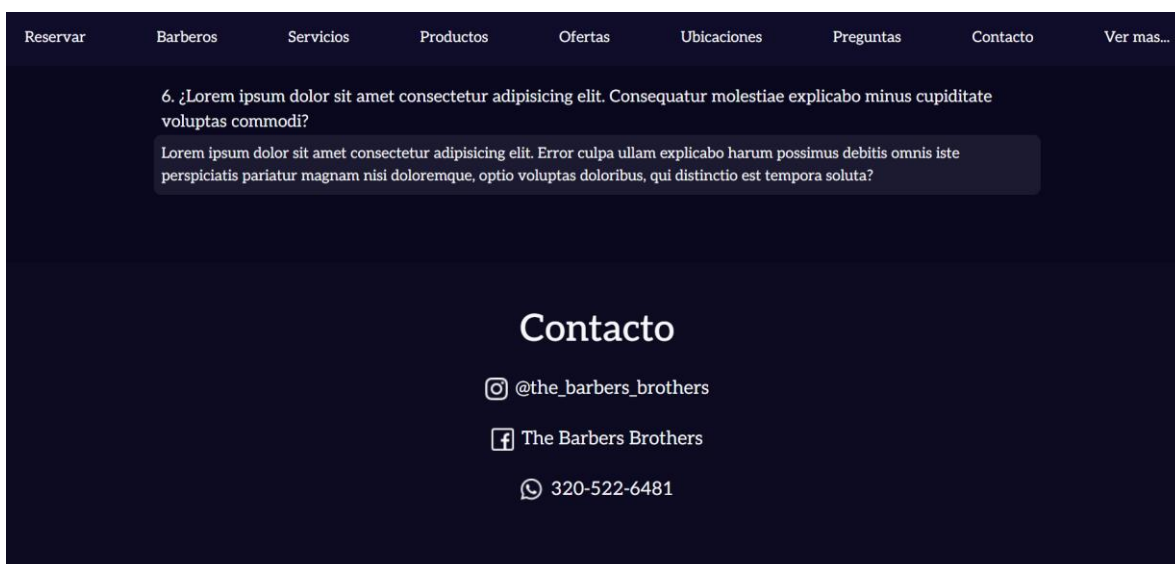 Reservar Barberos Servicios Productos Ofertas Ubicaciones Preguntas Contacto Ver mas...
6. ¿Lorem ipsum dolor sit amet consectetur adipisicing elit. Consequatur molestiae explicabo minus cupiditate
voluptas commodi?
Lorem ipsum dolor sit amet consectetur adipisicing elit. Error culpa ullam explicabo harum possimus debitis omnis iste
perspiciatis pariatur magnam nisi doloremque, optio voluptas doloribus, qui distinctio est tempora soluta?
Contacto
@the_barbers_brothers
The Barbers Brothers
320-522-6481